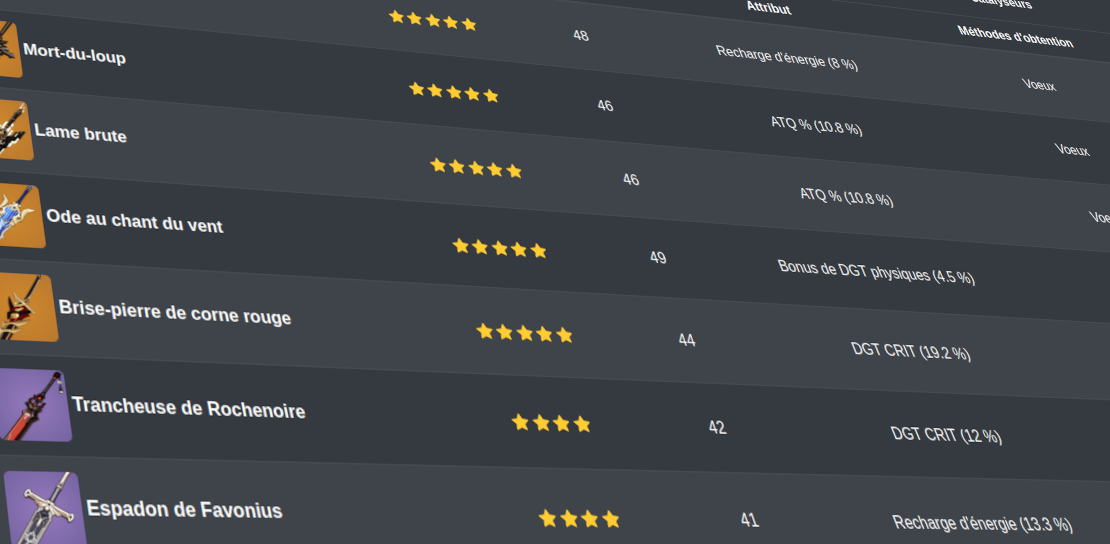 Attribut
Méthodes d'obtention
48 Recharge d'énergie (8 %) Voeux
Mort-du-loup 46 ATQ % (10.8 %) Voeux
Lame brute 46 ATQ % (10.8 %)
Ode au chant du vent 49 Bonus de DGT physiques (4.5 %)
Brise-pierre de corne rouge 44 DGT CRIT (19.2 %)
Trancheuse de Rochenoire 42 DGT CRIT (12 %)
Espadon de Favonius 41 Recharge d'énergie (13.3 %)